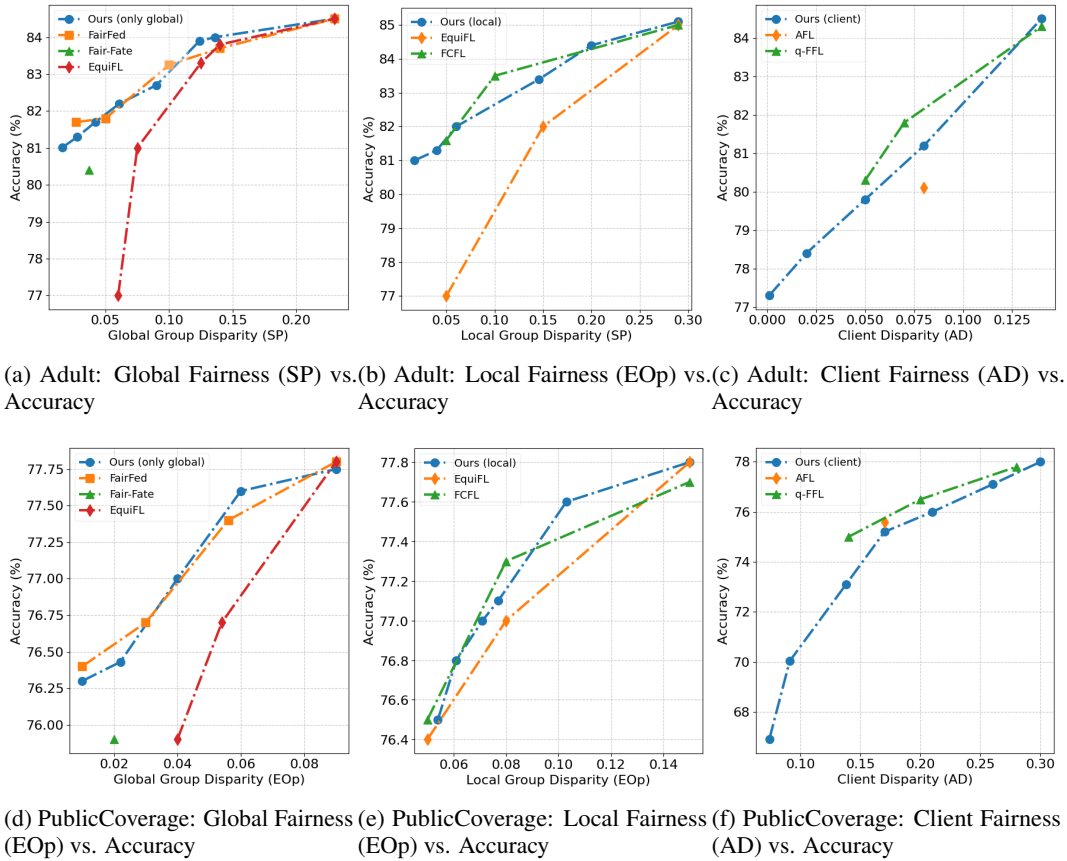 Ours (only global)
FairFed
Fair-Fate
EquiFL
84
83
82
81
80
79
78
77
Accuracy (%)
0.05 0.10 0.15 0.20
Global Group Disparity (SP)
Ours (local)
EquiFL
FCFL
85
84
83
82
81
80
79
78
77
Accuracy (%)
0.05 0.10 0.15 0.20 0.25 0.30
Local Group Disparity (SP)
Ours (client)
AFL
q-FFL
84
83
82
81
80
79
78
77
Accuracy (%)
0.000 0.025 0.050 0.075 0.100 0.125
Client Disparity (AD)
(a) Adult: Global Fairness (SP) vs.
Accuracy
(b) Adult: Local Fairness (EOp) vs.
Accuracy
(c) Adult: Client Fairness (AD) vs.
Accuracy
Ours (only global)
FairFed
Fair-Fate
EquiFL
77.75
77.50
77.25
77.00
76.75
76.50
76.25
76.00
Accuracy (%)
0.02 0.04 0.06 0.08
Global Group Disparity (EOp)
Ours (local)
EquiFL
FCFL
77.8
77.6
77.4
77.2
77.0
76.8
76.6
76.4
Accuracy (%)
0.06 0.08 0.10 0.12 0.14
Local Group Disparity (EOp)
Ours (client)
AFL
q-FFL
78
76
74
72
70
68
Accuracy (%)
0.10 0.15 0.20 0.25 0.30
Client Disparity (AD)
(d) PublicCoverage: Global Fairness
(EOp) vs. Accuracy
(e) PublicCoverage: Local Fairness
(EOp) vs. Accuracy
(f) PublicCoverage: Client Fairness
(AD) vs. Accuracy